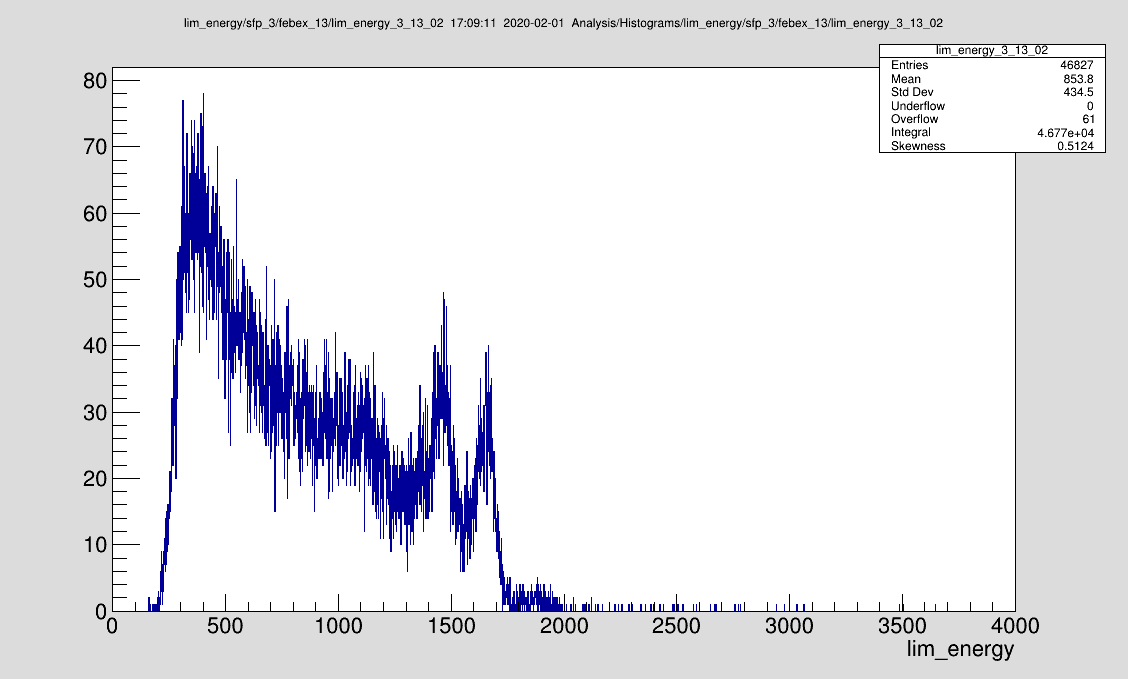 lim_energy/sfp_3/febex_13/lim_energy_3_13_02 17:09:11 2020-02-01 Analysis/Histograms/lim_energy/sfp_3/febex_13/lim_energy_3_13_02
lim_energy_3_13_02
Entries 46827
Mean 853.8
Std Dev 434.5
Underflow 0
Overflow 61
Integral 4.677e+04
Skewness 0.5124
80
70
60
50
40
30
20
10
0
0 500 1000 1500 2000 2500 3000 3500 4000
lim_energy